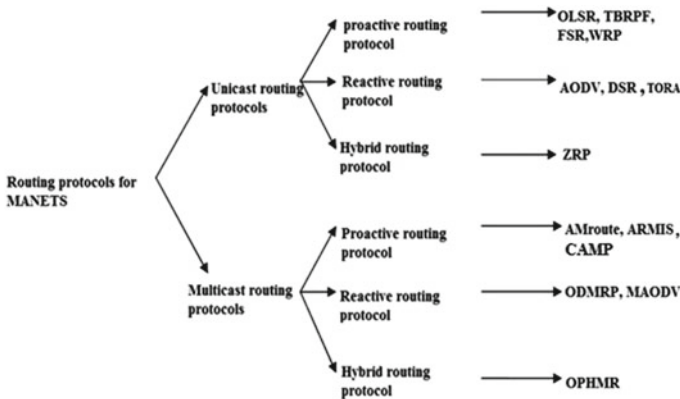 Routing protocols for
MANETS
Unicast routing
protocols
proactive routing
protocol
OLSR, TBRPF,
FSR,WRP
Reactive routing
protocol
AODV, DSR ,TORA
Hybrid routing
protocol
ZRP
Multicast routing
protocols
Proactive routing
protocol
AMroute, ARMIS,
CAMP
Reactive routing
protocol
ODMRP, MAODV
Hybrid routing
protocol
OPHMR